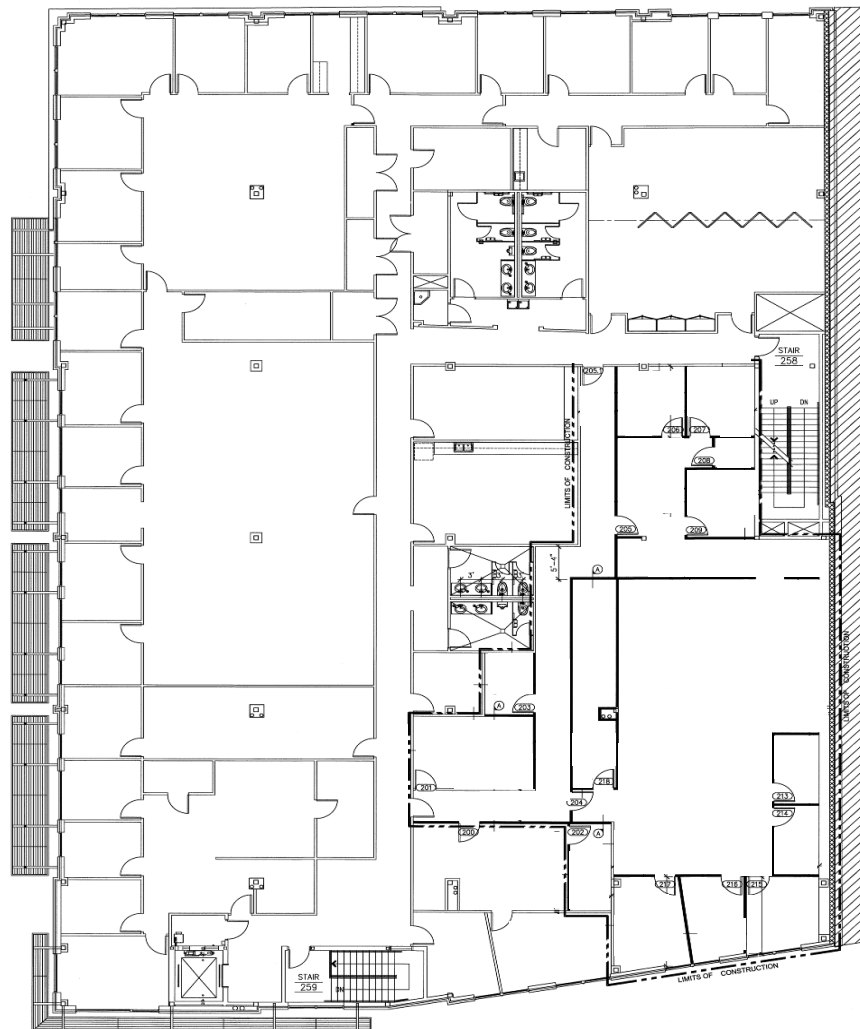 STAIR
258
205.1
UP DN
206
207
LIMITS OF CONSTRUCTION
208
205
209
5'-4"
A
3'
3'
LIMITS OF CONSTRUCTION
203
A
201
218
213
204
214
200
202
A
217
216
215
LIMITS OF CONSTRUCTION
STAIR
259
DN